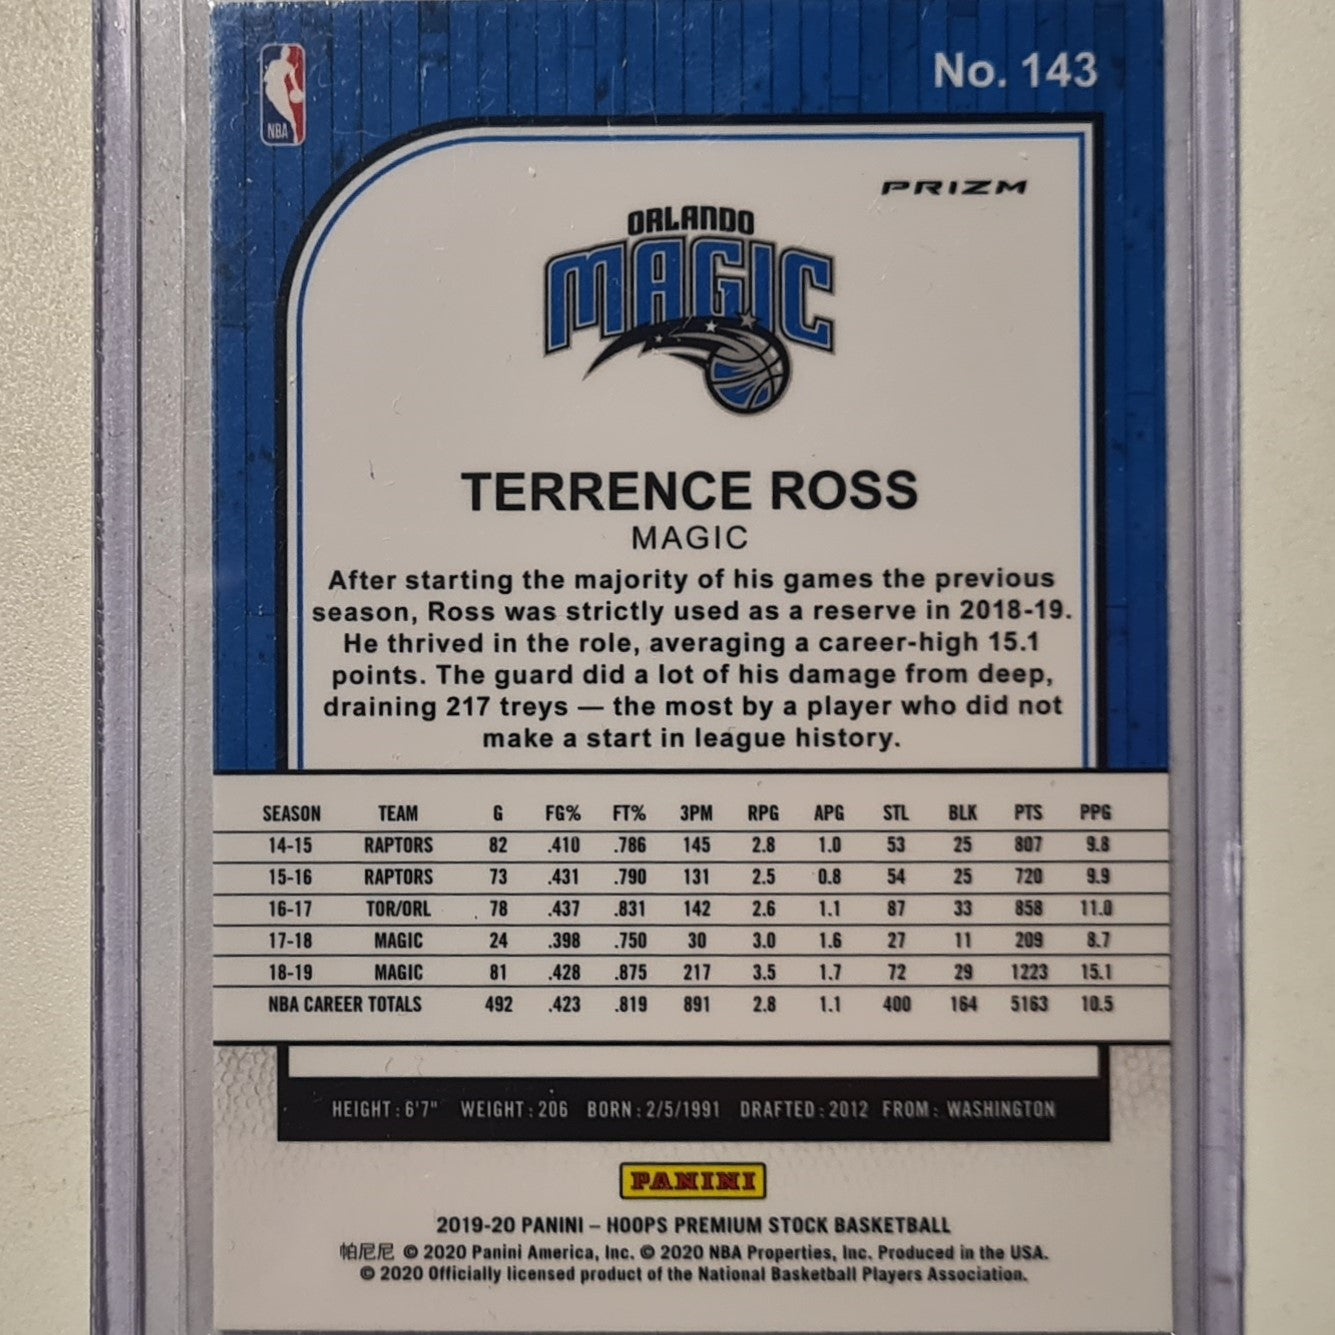 NBA
No. 143
PRIZM
ORLANDO
MAGIC
TERRENCE ROSS
MAGIC
After starting the majority of his games the previous
season, Ross was strictly used as a reserve in 2018-19.
He thrived in the role, averaging a career-high 15.1
points. The guard did a lot of his damage from deep,
draining 217 treys — the most by a player who did not
make a start in league history.
SEASON TEAM G FG% FT% 3PM RPG APG STL BLK PTS PPG
14-15 RAPTORS 82 .410 .786 145 2.8 1.0 53 25 807 9.8
15-16 RAPTORS 73 .431 .790 131 2.5 0.8 54 25 720 9.9
16-17 TOR/ORL 78 .437 .831 142 2.6 1.1 87 33 858 11.0
17-18 MAGIC 24 .398 .750 30 3.0 1.6 27 11 209 8.7
18-19 MAGIC 81 .428 .875 217 3.5 1.7 72 29 1223 15.1
NBA CAREER TOTALS 492 .423 .819 891 2.8 1.1 400 164 5163 10.5
HEIGHT: 6'7" WEIGHT: 206 BORN: 2/5/1991 DRAFTED: 2012 FROM: WASHINGTON
PANINI
2019-20 PANINI – HOOPS PREMIUM STOCK BASKETBALL
帕尼尼 © 2020 Panini America, Inc. © 2020 NBA Properties, Inc. Produced in the USA.
© 2020 Officially licensed product of the National Basketball Players Association.